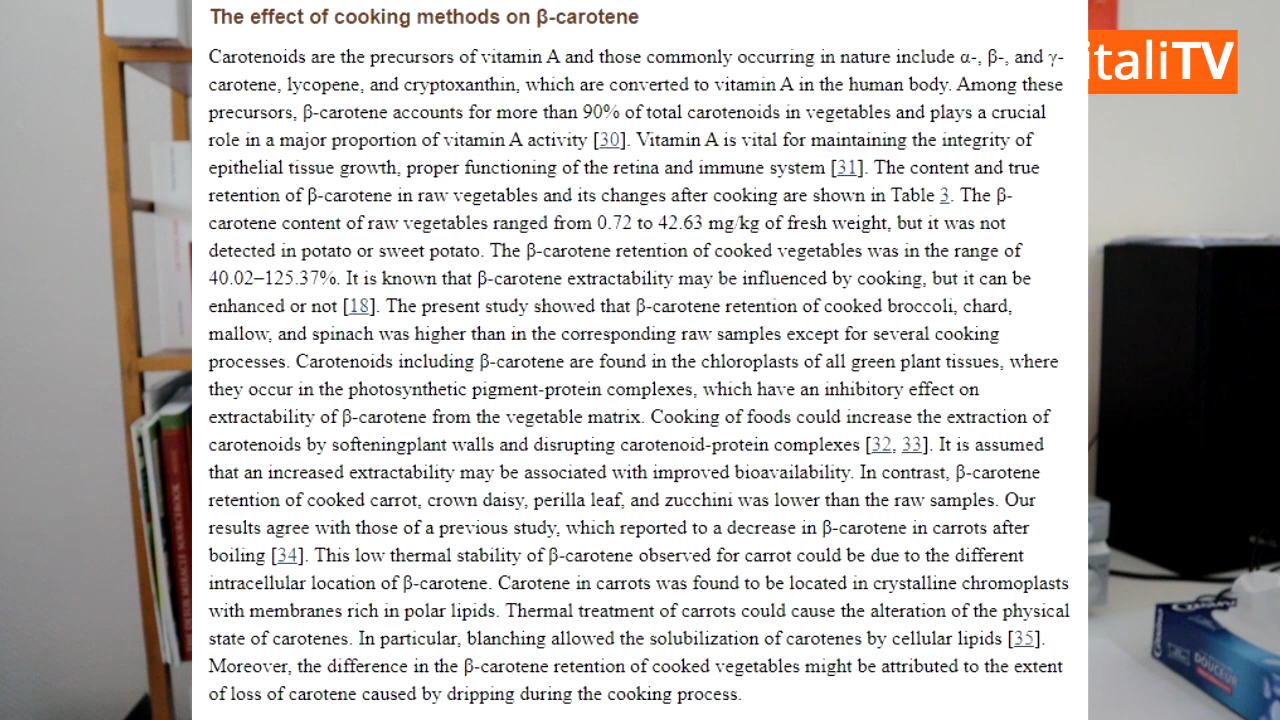 The effect of cooking methods on β-carotene
Carotenoids are the precursors of vitamin A and those commonly occurring in nature include α-, β-, and γ-
carotene, lycopene, and cryptoxanthin, which are converted to vitamin A in the human body. Among these
precursors, β-carotene accounts for more than 90% of total carotenoids in vegetables and plays a crucial
role in a major proportion of vitamin A activity [30]. Vitamin A is vital for maintaining the integrity of
epithelial tissue growth, proper functioning of the retina and immune system [31]. The content and true
retention of β-carotene in raw vegetables and its changes after cooking are shown in Table 3. The β-
carotene content of raw vegetables ranged from 0.72 to 42.63 mg/kg of fresh weight, but it was not
detected in potato or sweet potato. The β-carotene retention of cooked vegetables was in the range of
40.02–125.37%. It is known that β-carotene extractability may be influenced by cooking, but it can be
enhanced or not [18]. The present study showed that β-carotene retention of cooked broccoli, chard,
mallow, and spinach was higher than in the corresponding raw samples except for several cooking
processes. Carotenoids including β-carotene are found in the chloroplasts of all green plant tissues, where
they occur in the photosynthetic pigment-protein complexes, which have an inhibitory effect on
extractability of β-carotene from the vegetable matrix. Cooking of foods could increase the extraction of
carotenoids by softeningplant walls and disrupting carotenoid-protein complexes [32, 33]. It is assumed
that an increased extractability may be associated with improved bioavailability. In contrast, β-carotene
retention of cooked carrot, crown daisy, perilla leaf, and zucchini was lower than the raw samples. Our
results agree with those of a previous study, which reported to a decrease in β-carotene in carrots after
boiling [34]. This low thermal stability of β-carotene observed for carrot could be due to the different
intracellular location of β-carotene. Carotene in carrots was found to be located in crystalline chromoplasts
with membranes rich in polar lipids. Thermal treatment of carrots could cause the alteration of the physical
state of carotenes. In particular, blanching allowed the solubilization of carotenes by cellular lipids [35].
Moreover, the difference in the β-carotene retention of cooked vegetables might be attributed to the extent
of loss of carotene caused by dripping during the cooking process.
italiTV
DOUCEUR